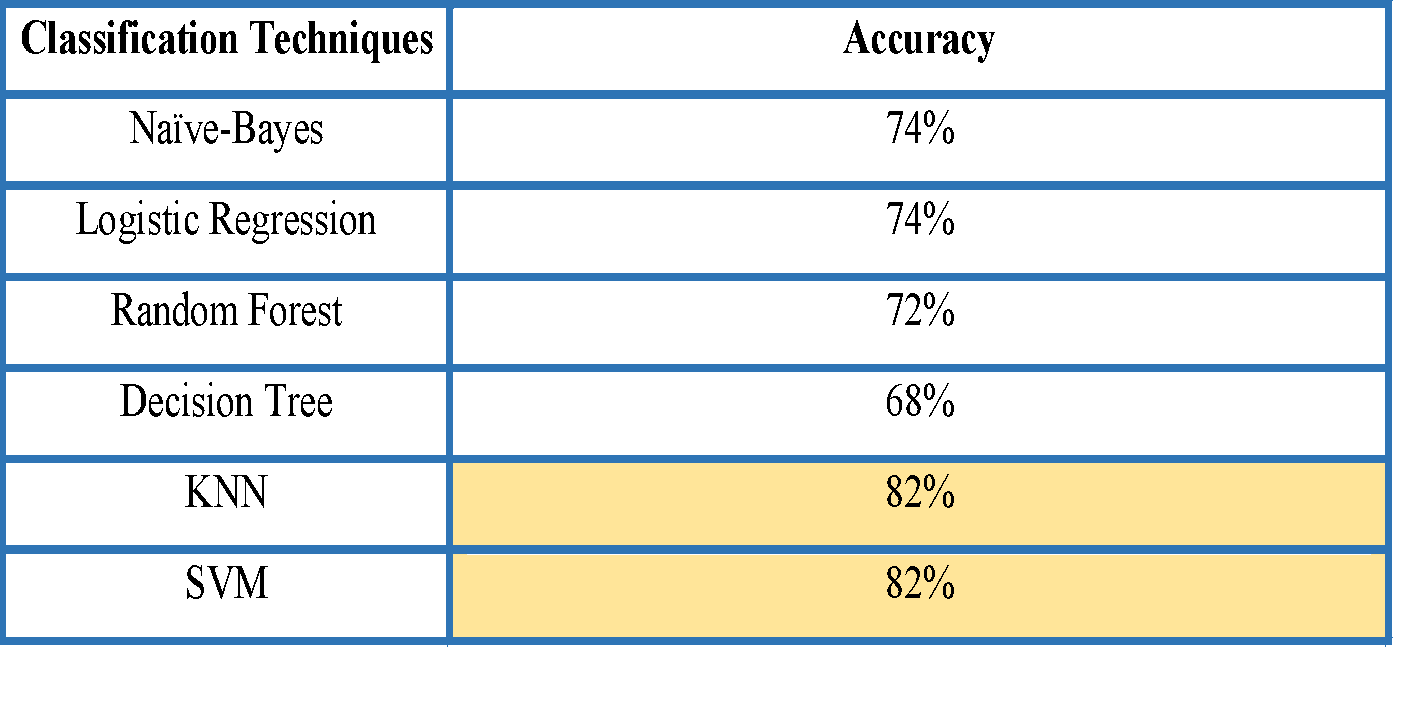 Classification Techniques Accuracy
Naïve-Bayes 74%
Logistic Regression 74%
Random Forest 72%
Decision Tree 68%
KNN 82%
SVM 82%